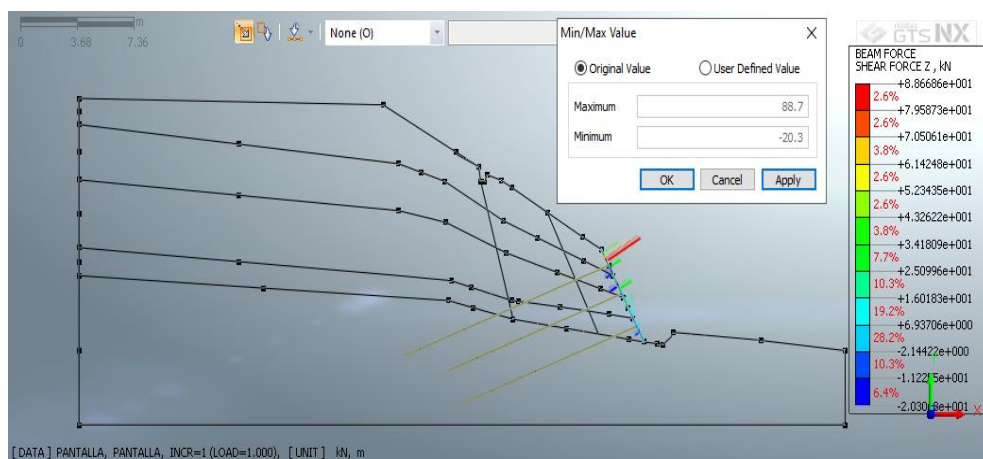 m
0 3.68 7.36
None (O)
Min/Max Value X
Original Value User Defined Value
Maximum 88.7
Minimum -20.3
OK Cancel Apply
midas
GTS NX
BEAM FORCE
SHEAR FORCE Z , kN
+8.86686e+001
2.6%
+7.95873e+001
2.6%
+7.05061e+001
3.8%
+6.14248e+001
2.6%
+5.23435e+001
2.6%
+4.32622e+001
3.8%
+3.41809e+001
7.7%
+2.50996e+001
10.3%
+1.60183e+001
19.2%
+6.93706e+000
28.2%
-2.14422e+000
10.3%
6.4%
X
[ DATA ] PANTALLA, PANTALLA, INCR=1 (LOAD=1.000), [ UNIT ] kN, m